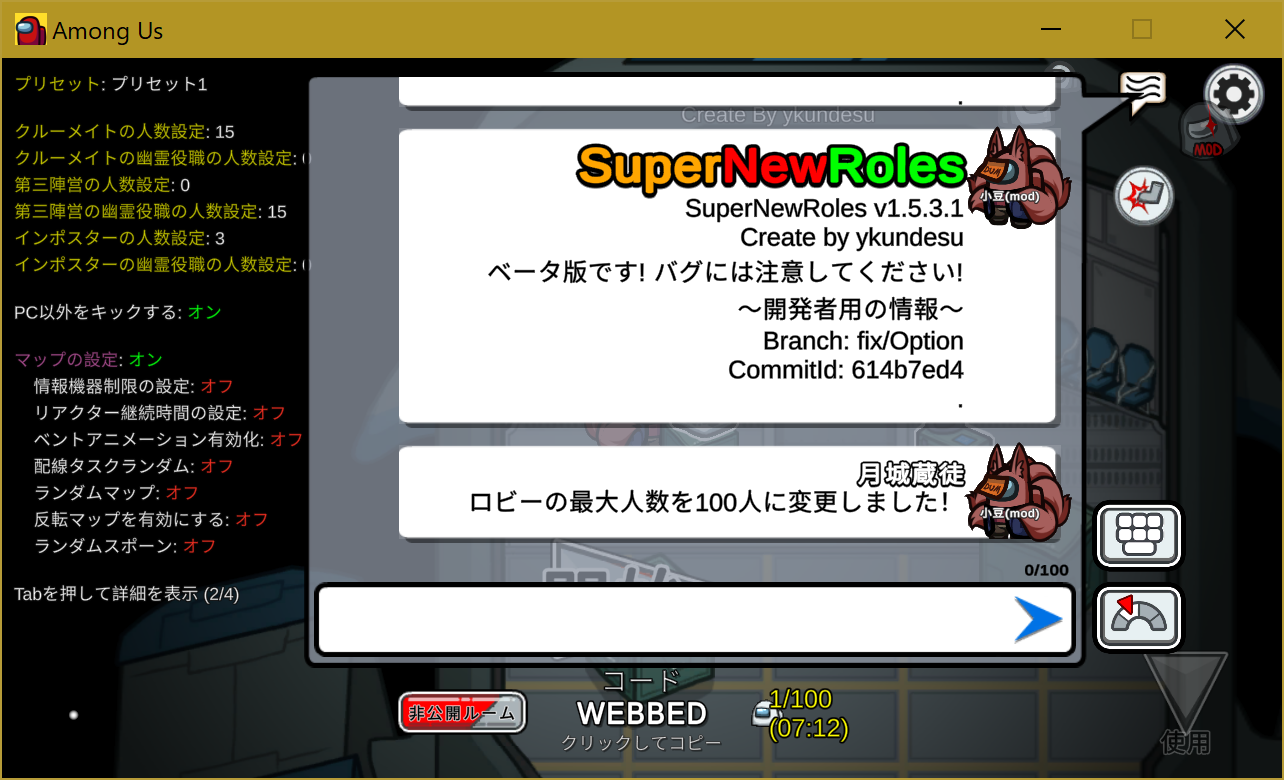 Among Us
プリセット: プリセット1
クルーメイトの人数設定: 15
クルーメイトの幽霊役職の人数設定: 0
第三陣営の人数設定: 0
第三陣営の幽霊役職の人数設定: 15
インポスターの人数設定: 3
インポスターの幽霊役職の人数設定: 0
PC以外をキックする: オン
マップの設定: オン
情報機器制限の設定: オフ
リアクター継続時間の設定: オフ
ベントアニメーション有効化: オフ
配線タスクランダム: オフ
ランダムマップ: オフ
反転マップを有効にする: オフ
ランダムスポーン: オフ
Tabを押して詳細を表示 (2/4)
.
Create By ykundesu
SuperNewRoles
小豆(mod)
SuperNewRoles v1.5.3.1
Create by ykundesu
ベータ版です! バグには注意してください!
～開発者用の情報～
Branch: fix/Option
CommitId: 614b7ed4
.
月城蔵徒
ロビーの最大人数を100人に変更しました!
小豆(mod)
0/100
MOD
非公開ルーム
コード
WEBBED
クリックしてコピー
1/100
(07:12)
使用